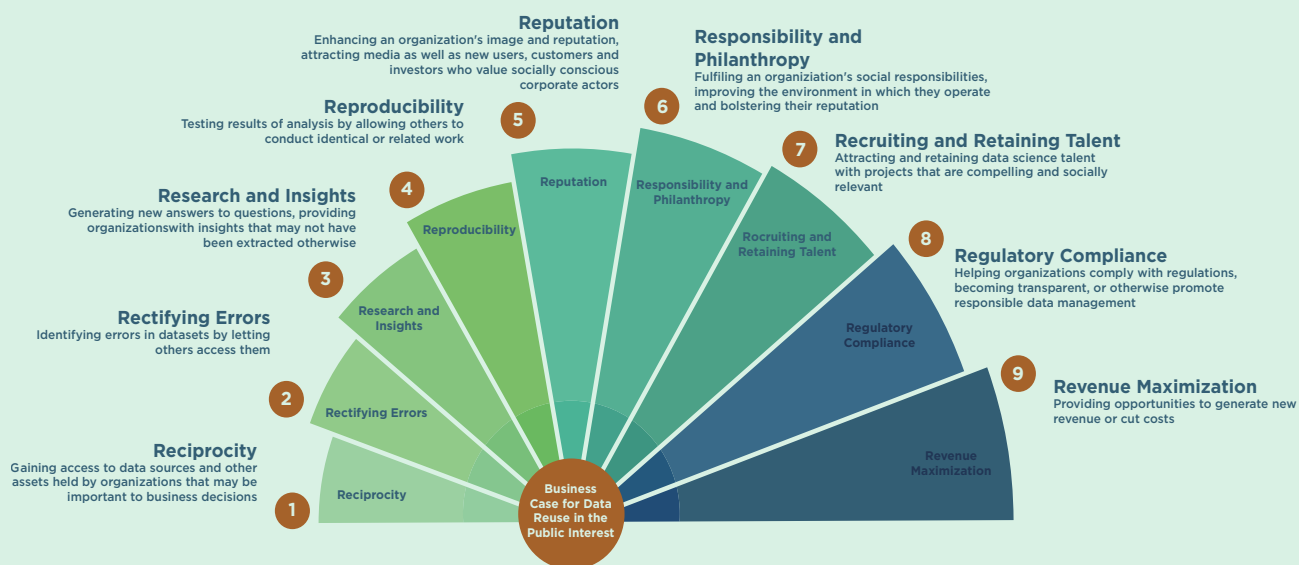 Reputation
Enhancing an organization's image and reputation,
attracting media as well as new users, customers and
investors who value socially conscious
corporate actors
Responsibility and
Philanthropy
Fulfiling an organiziation's social responsibilities,
improving the environment in which they operate
and bolstering their reputation
Reproducibility
Testing results of analysis by allowing others to
conduct identical or related work
5
6
7
Recruiting and Retaining Talent
Attracting and retaining data science talent
with projects that are compelling and socially
relevant
Research and Insights
Generating new answers to questions, providing
organizationswith insights that may not have
been extracted otherwise
4
Reputation
Responsibility and
Philanthropy
Reproducibility
Rocruiting and
Retaining Talent
8
Regulatory Compliance
Helping organizations comply with regulations,
becoming transparent, or otherwise promote
responsible data management
3
Rectifying Errors
Identifying errors in datasets by letting
others access them
Research and
Insights
Regulatory
Compliance
9
Revenue Maximization
Providing opportunities to generate new
revenue or cut costs
2
Rectifying Errors
Reciprocity
Gaining access to data sources and other
assets held by organizations that may be
important to business decisions
1
Reciprocity
Revenue
Maximization
Business
Case for Data
Reuse in the
Public Interest